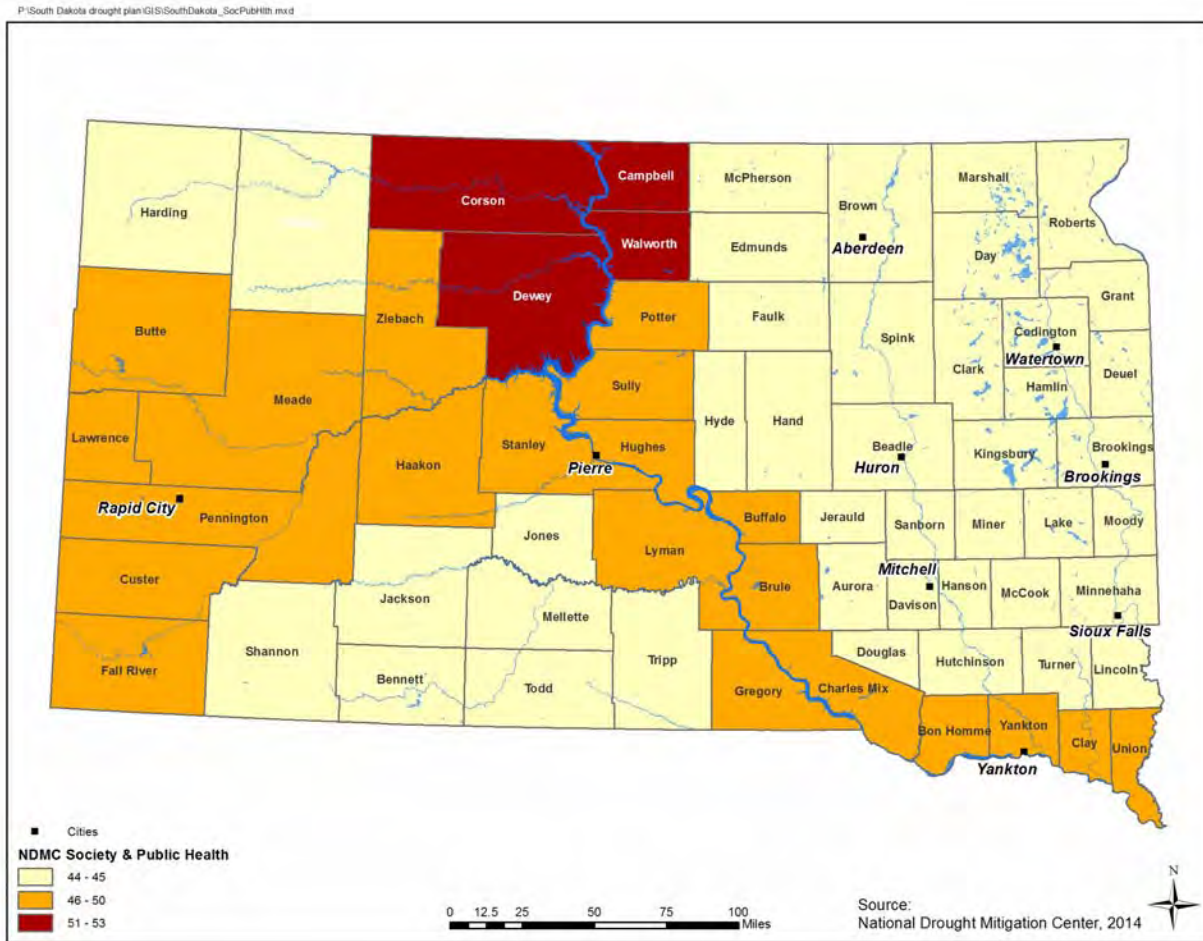 P:\South Dakota drought plan\GIS\SouthDakota_SocPubHlth.mxd
Harding
Corson
Campbell
McPherson
Brown
Marshall
Roberts
Walworth
Edmunds
Aberdeen
Day
Dewey
Grant
Butte
Ziebach
Potter
Faulk
Spink
Codington
Watertown
Clark
Deuel
Hamlin
Meade
Sully
Hyde
Hand
Lawrence
Haakon
Stanley
Hughes
Pierre
Beadle
Huron
Kingsbury
Brookings
Brookings
Rapid City
Pennington
Jones
Lyman
Buffalo
Jerauld
Sanborn
Miner
Lake
Moody
Custer
Jackson
Mellette
Brule
Aurora
Mitchell
Davison
Hanson
McCook
Minnehaha
Sioux Falls
Shannon
Fall River
Bennett
Todd
Tripp
Gregory
Charles Mix
Douglas
Hutchinson
Turner
Lincoln
Bon Homme
Yankton
Clay
Union
Yankton
Cities
NDMC Society & Public Health
44 - 45
46 - 50
51 - 53
0 12.5 25 50 75 100
Miles
Source:
National Drought Mitigation Center, 2014
N